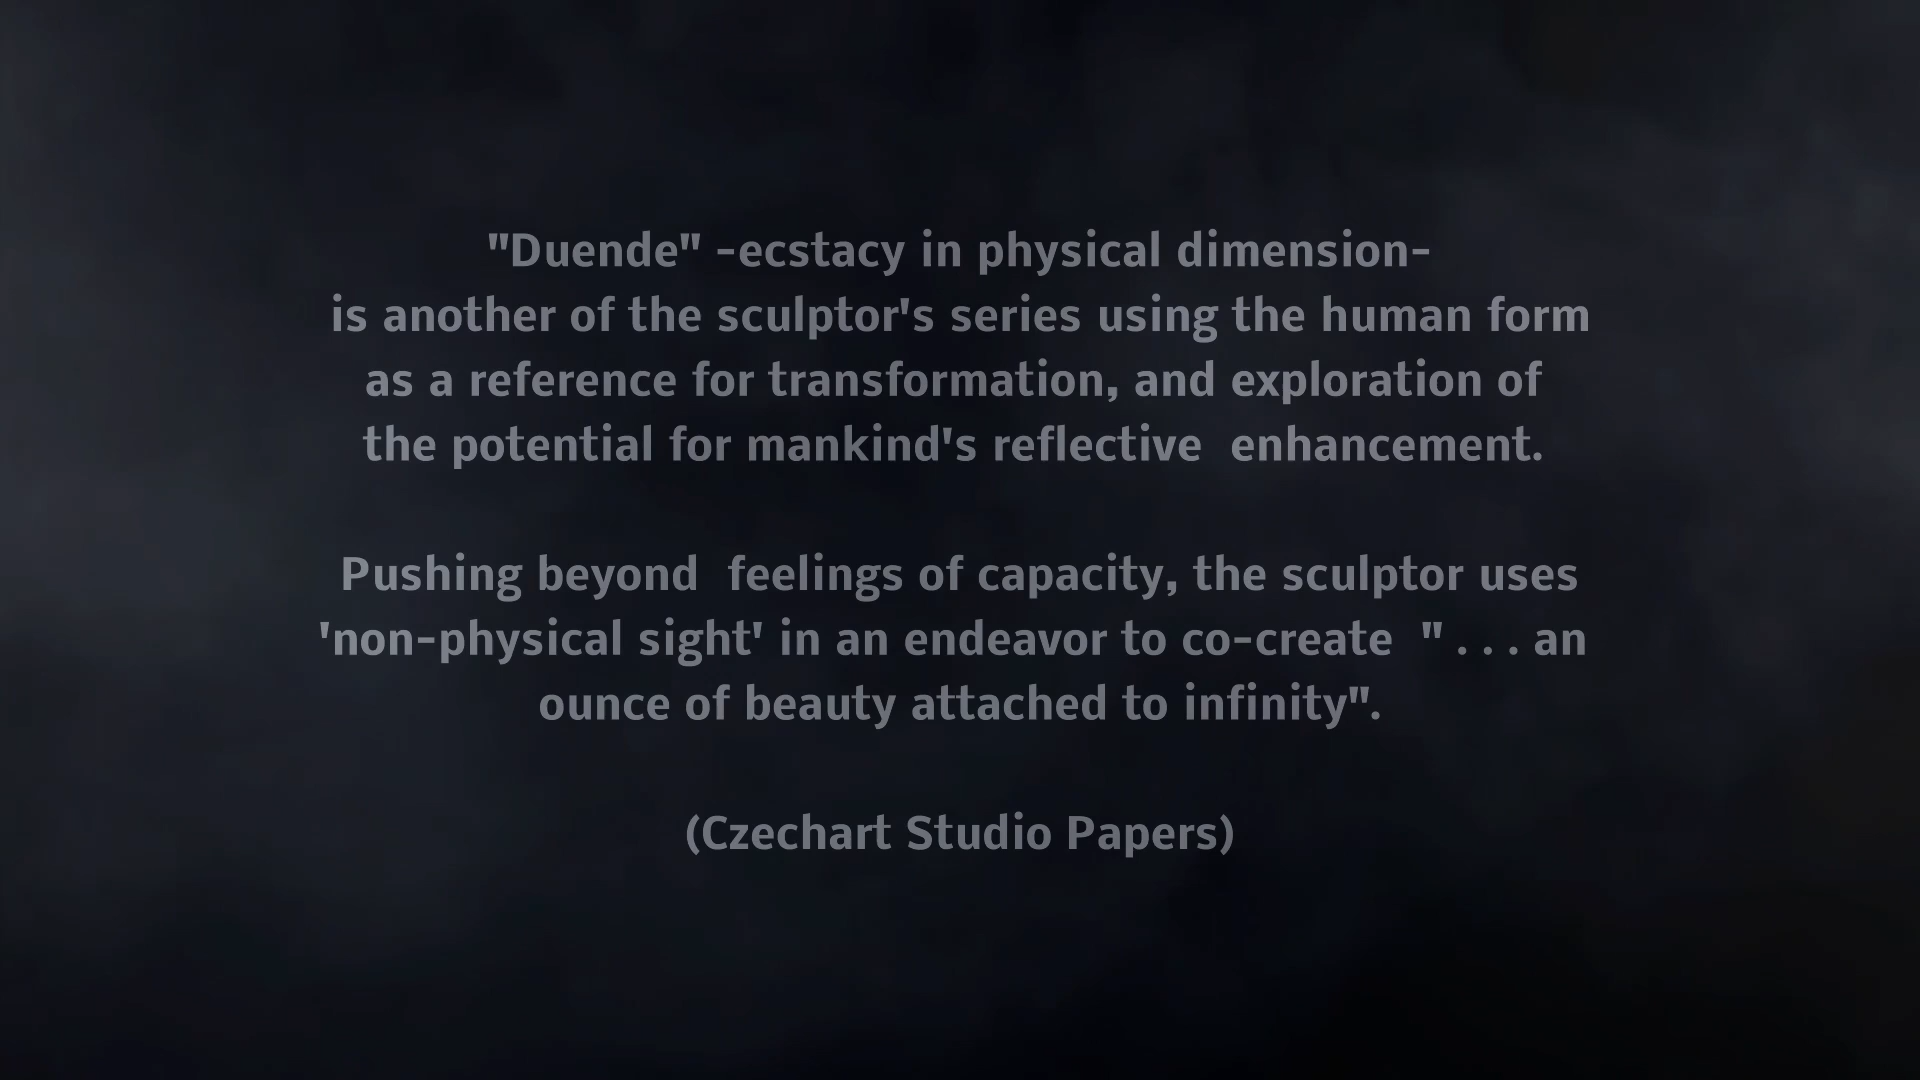 "Duende" -ecstacy in physical dimension-
is another of the sculptor's series using the human form
as a reference for transformation, and exploration of
the potential for mankind's reflective  enhancement.
Pushing beyond  feelings of capacity, the sculptor uses
'non-physical sight' in an endeavor to co-create  " . . . an
ounce of beauty attached to infinity".
(Czechart Studio Papers)